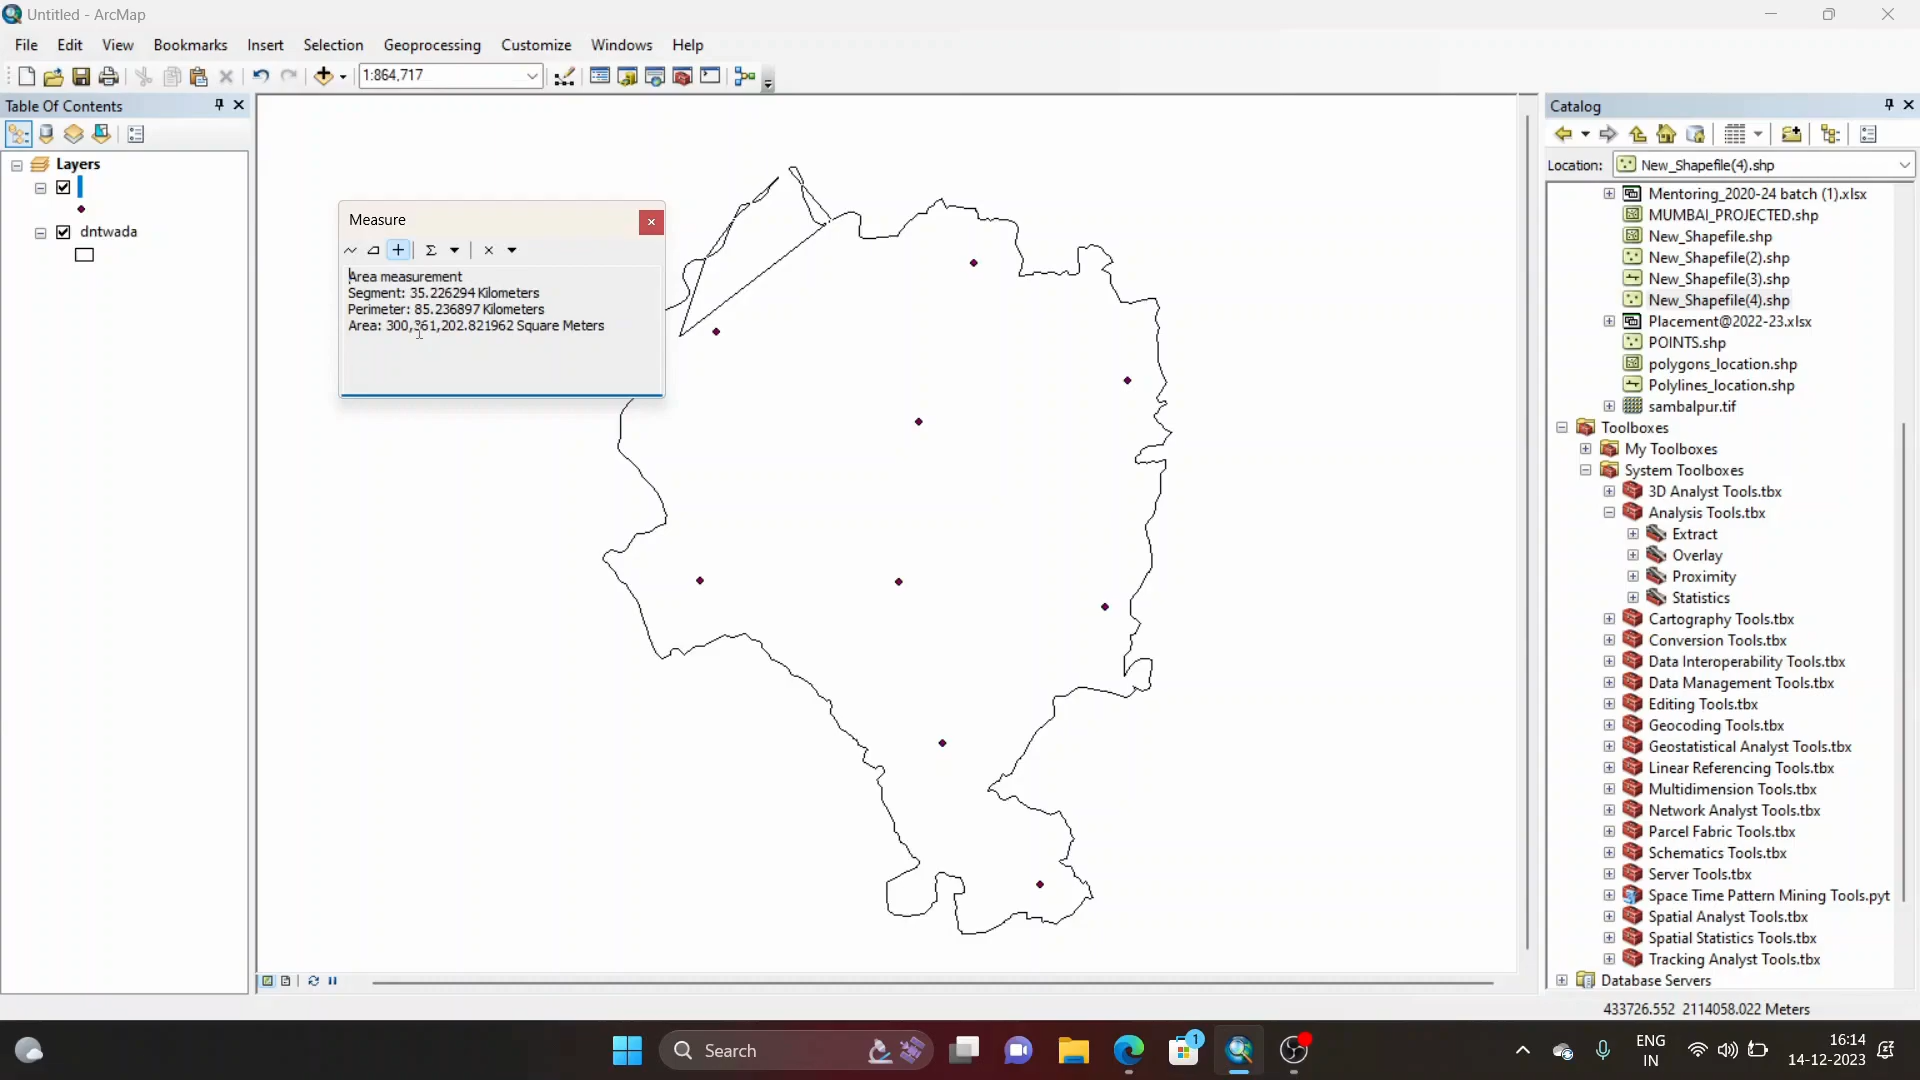 Untitled - ArcMap
File Edit View Bookmarks Insert Selection Geoprocessing Customize Windows Help
1:864,717
Table Of Contents
Layers
dntwada
Measure
Area measurement
Segment: 35.226294 Kilometers
Perimeter: 85.236897 Kilometers
Area: 300,361,202.821962 Square Meters
Catalog
Location: New_Shapefile(4).shp
Mentoring_2020-24 batch (1).xlsx
MUMBAI_PROJECTED.shp
New_Shapefile.shp
New_Shapefile(2).shp
New_Shapefile(3).shp
New_Shapefile(4).shp
Placement@2022-23.xlsx
POINTS.shp
polygons_location.shp
Polylines_location.shp
sambalpur.tif
Toolboxes
My Toolboxes
System Toolboxes
3D Analyst Tools.tbx
Analysis Tools.tbx
Extract
Overlay
Proximity
Statistics
Cartography Tools.tbx
Conversion Tools.tbx
Data Interoperability Tools.tbx
Data Management Tools.tbx
Editing Tools.tbx
Geocoding Tools.tbx
Geostatistical Analyst Tools.tbx
Linear Referencing Tools.tbx
Multidimension Tools.tbx
Network Analyst Tools.tbx
Parcel Fabric Tools.tbx
Schematics Tools.tbx
Server Tools.tbx
Space Time Pattern Mining Tools.pyt
Spatial Analyst Tools.tbx
Spatial Statistics Tools.tbx
Tracking Analyst Tools.tbx
Database Servers
433726.552 2114058.022 Meters
Search
1
ENG
IN
16:14
14-12-2023